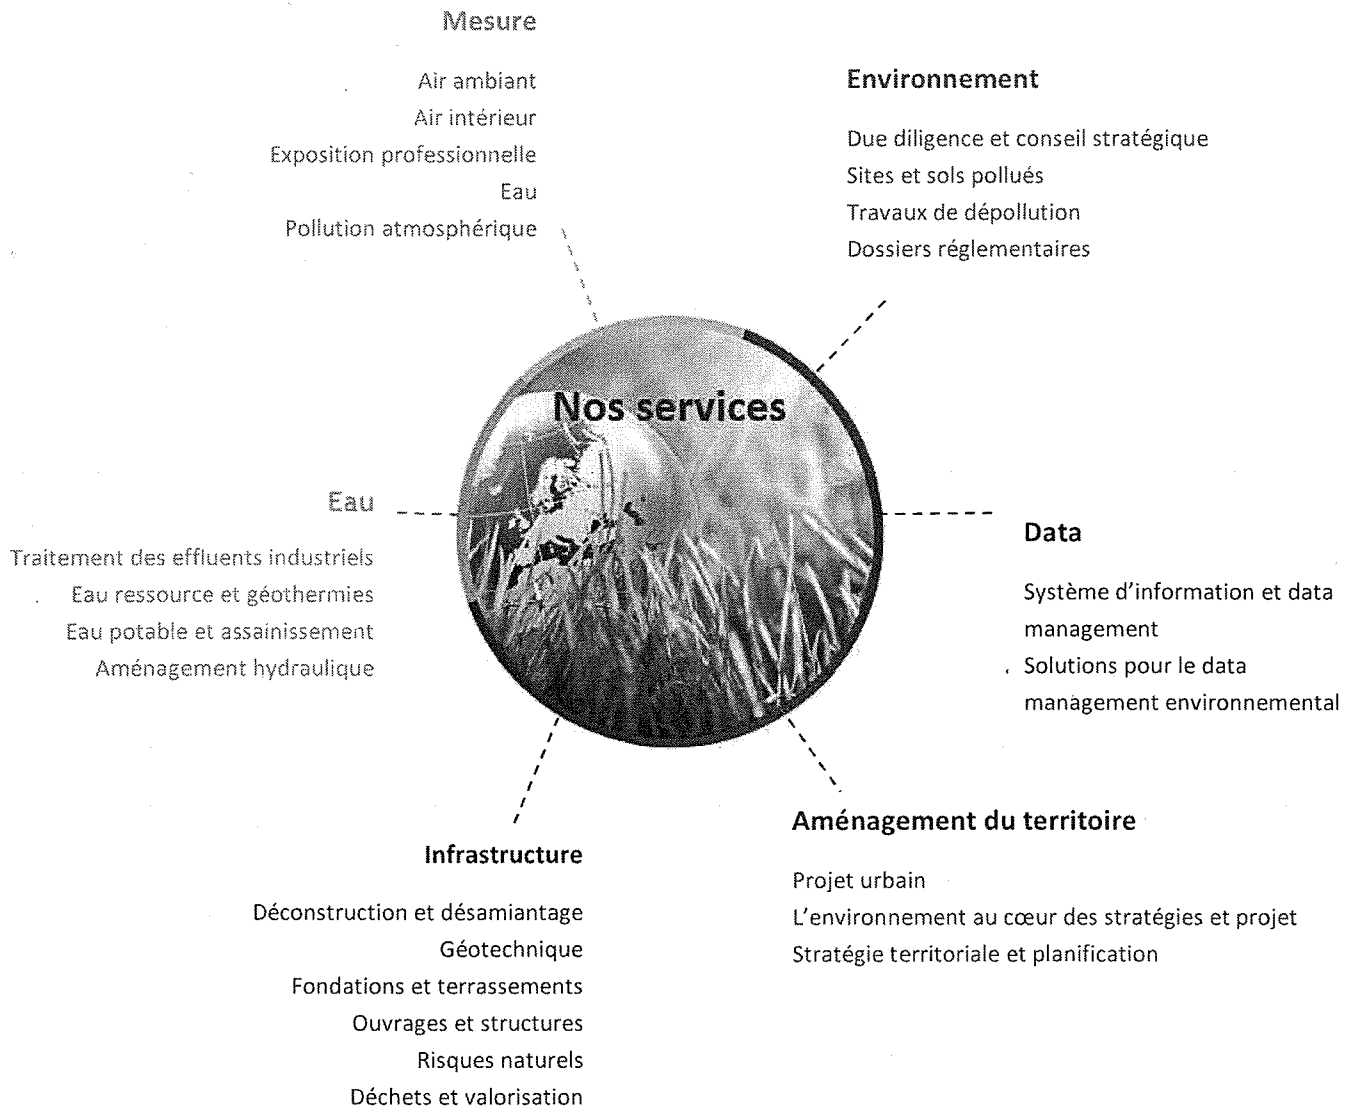 Mesure
Air ambiant
Air intérieur
Exposition professionnelle
Eau
Pollution atmosphérique
Environnement
Due diligence et conseil stratégique
Sites et sols pollués
Travaux de dépollution
Dossiers réglementaires
Nos services
Eau
Traitement des effluents industriels
Eau ressource et géothermies
Eau potable et assainissement
Aménagement hydraulique
Data
Système d'information et data
management
Solutions pour le data
management environnemental
Infrastructure
Déconstruction et désamiantage
Géotechnique
Fondations et terrassements
Ouvrages et structures
Risques naturels
Déchets et valorisation
Aménagement du territoire
Projet urbain
L'environnement au cœur des stratégies et projet
Stratégie territoriale et planification